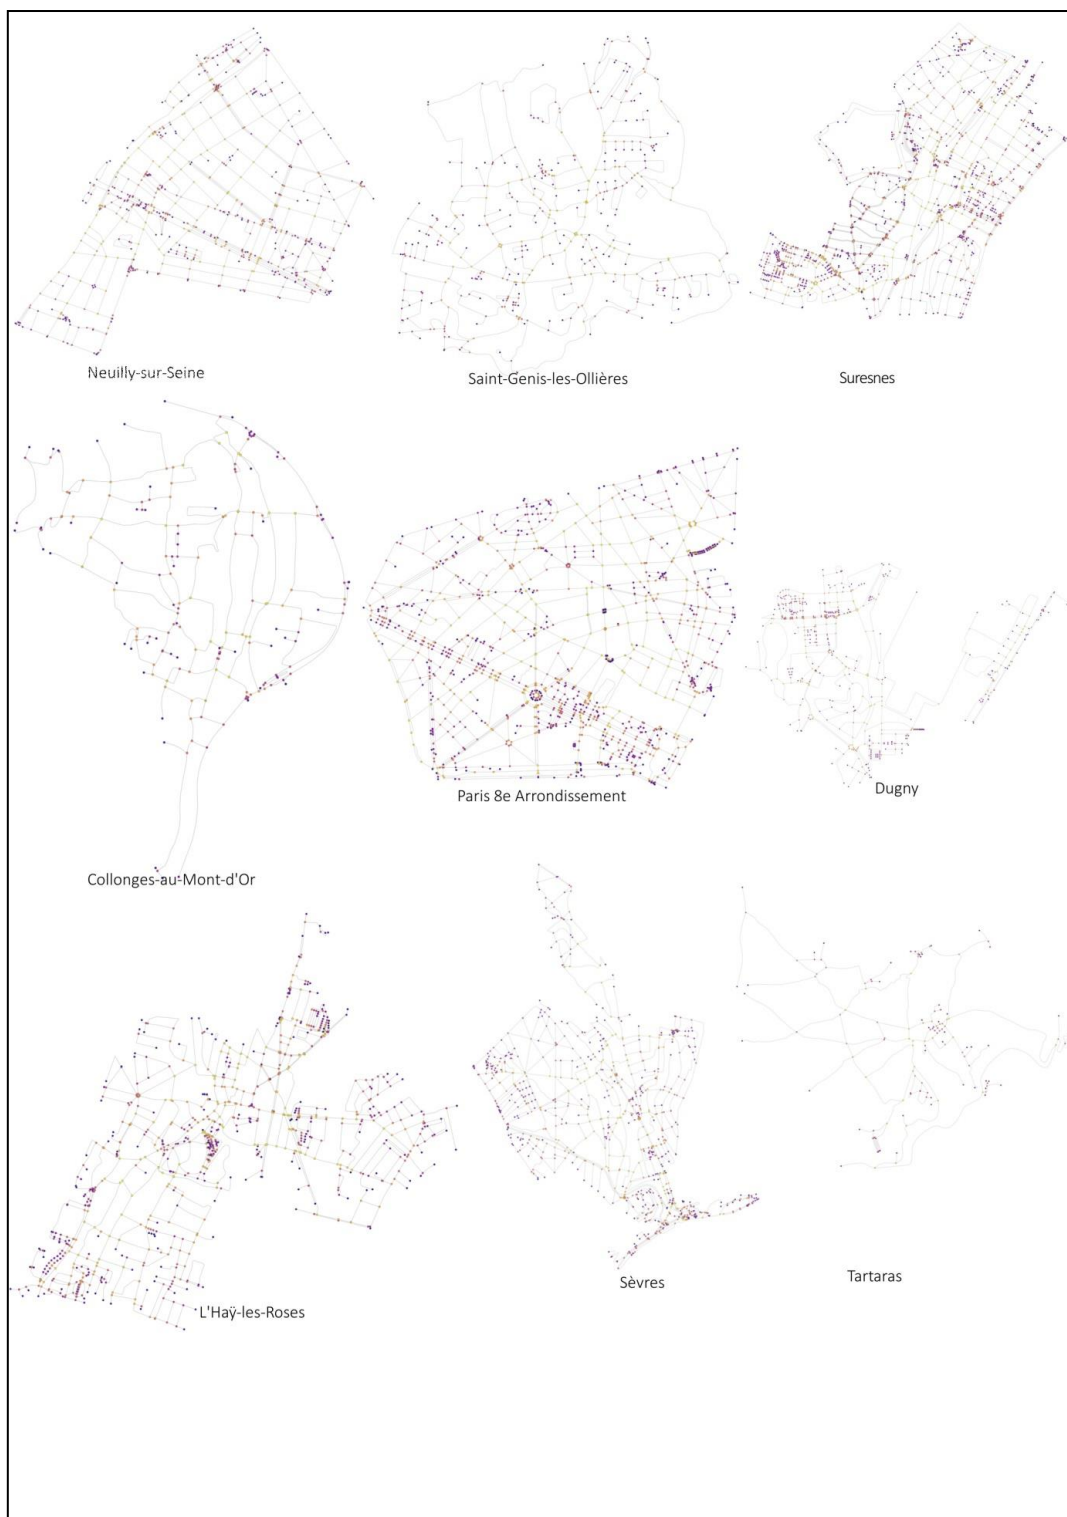 Neuilly-sur-Seine
Saint-Genis-les-Ollières
Suresnes
Collonges-au-Mont-d'Or
Paris 8e Arrondissement
Dugny
L'Haÿ-les-Roses
Sèvres
Tartaras